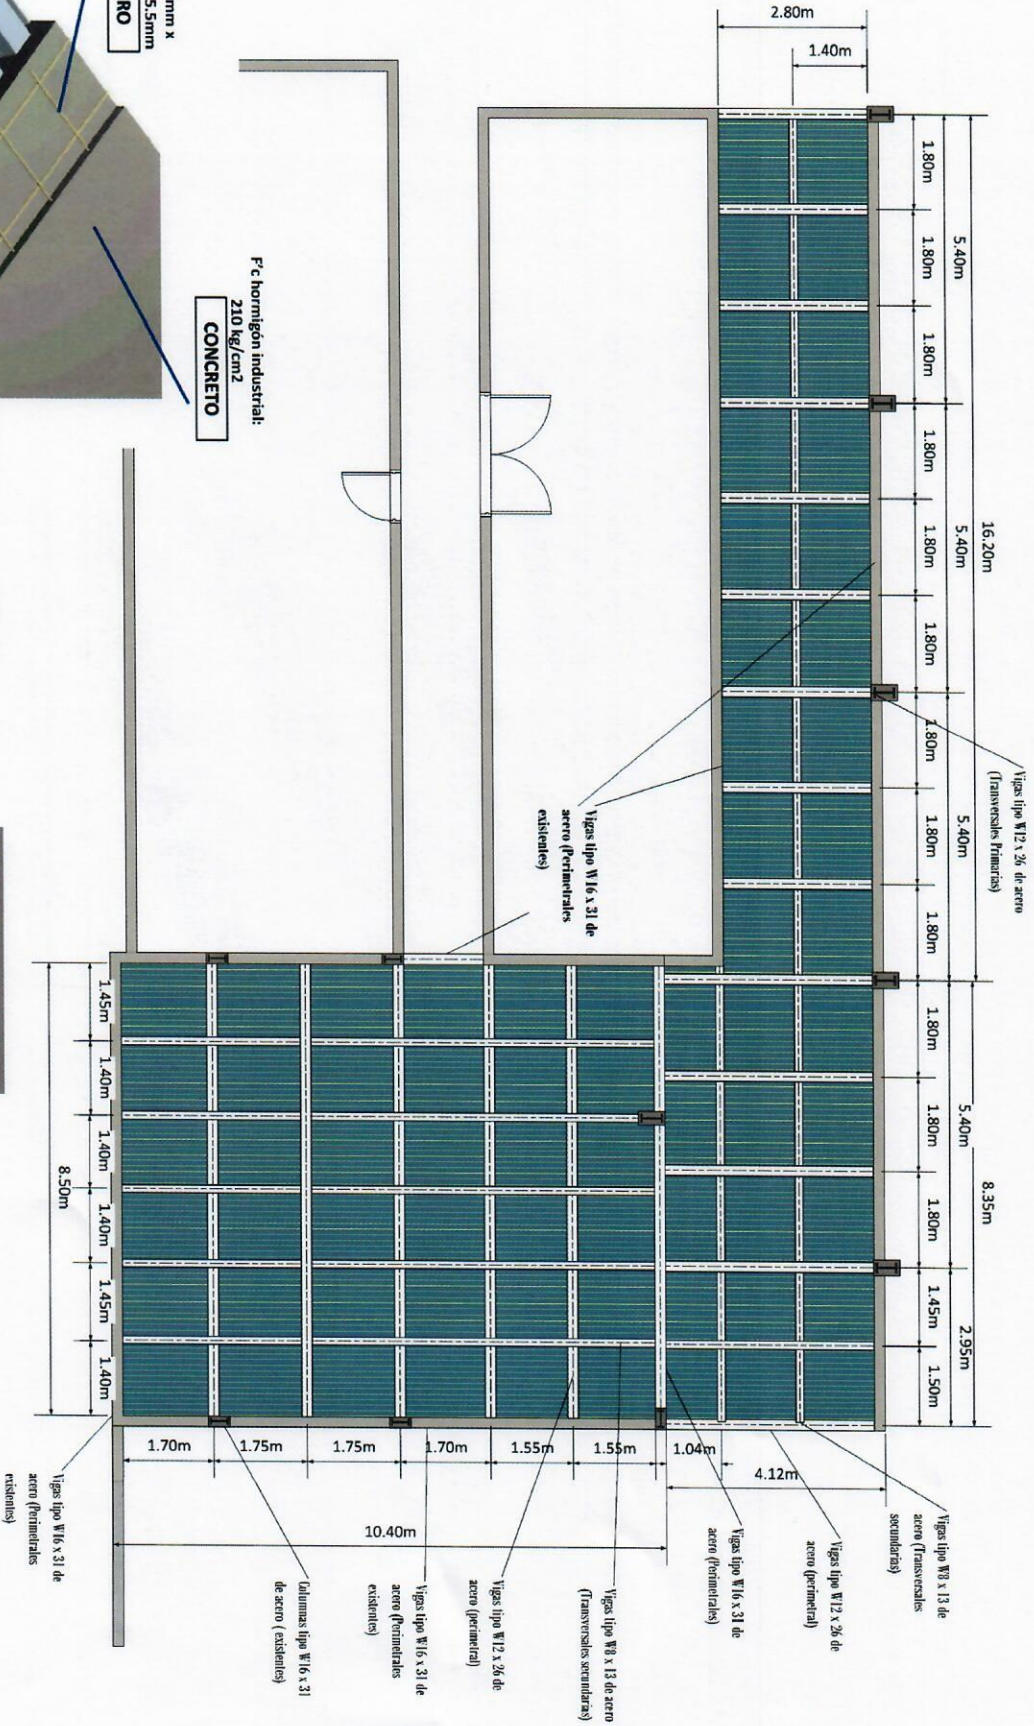 mm x
5.5mm
RO
F'c hormigón industrial:
210 kg/cm2
CONCRETO
2.80m
1.40m
1.80m
1.80m
1.80m
1.80m
1.80m
1.80m
1.80m
1.80m
1.80m
1.80m
1.80m
1.80m
1.45m
1.50m
5.40m
5.40m
5.40m
5.40m
2.95m
16.20m
8.35m
Vigas tipo W12 x 26 de acero
(Transversales Primarias)
Vigas tipo W16 x 31 de
acero (Perimetrales
existentes)
1.45m
1.40m
1.40m
1.40m
1.45m
1.40m
8.50m
1.70m
1.75m
1.75m
1.70m
1.55m
1.55m
1.04m
4.12m
10.40m
Vigas tipo W8 x 13 de
acero (Transversales
secundarias)
Vigas tipo W12 x 26 de
acero (perimetral)
Vigas tipo W16 x 31 de
acero (Perimetrales)
Vigas tipo W8 x 13 de acero
(Transversales secundarias)
Vigas tipo W12 x 26 de
acero (perimetral)
Vigas tipo W16 x 31 de
acero (Perimetrales
existentes)
Columnas tipo W16 x 31
de acero ( existentes)
Vigas tipo W16 x 31 de
acero (Perimetrales
existentes)